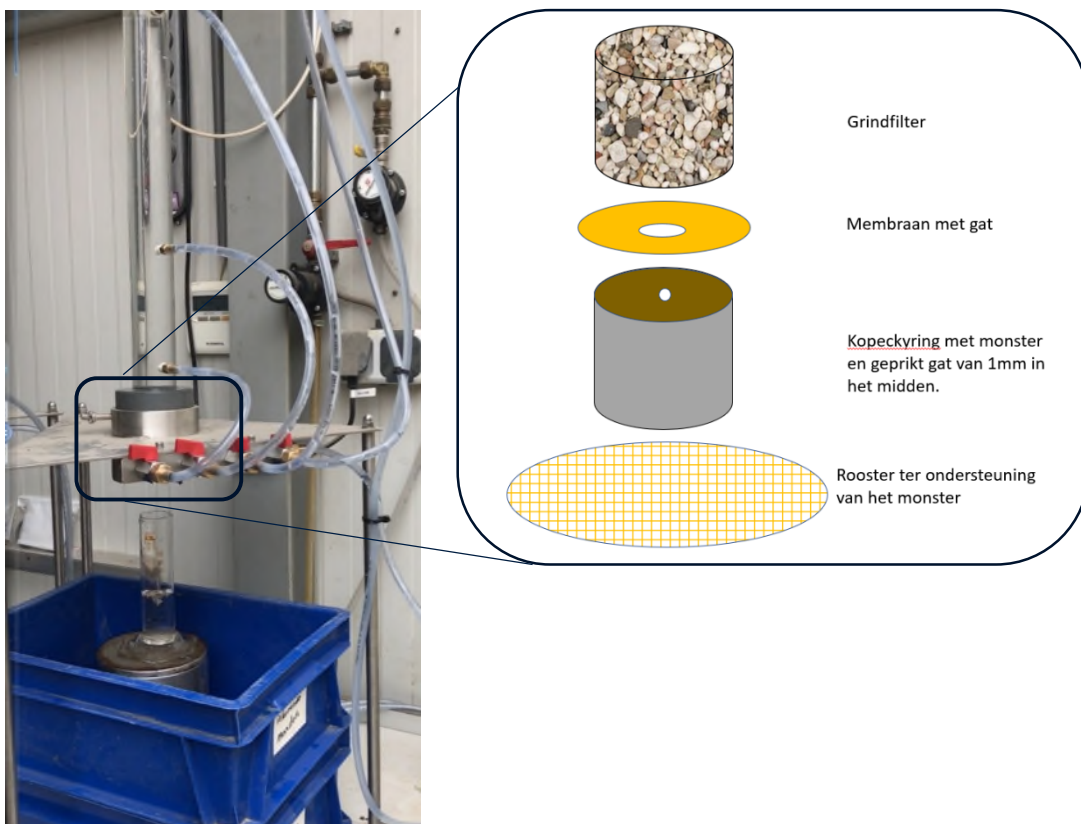 Grindfilter
Membraan met gat
Kopeckyring met monster
en geprikt gat van 1mm in
het midden.
Rooster ter ondersteuning
van het monster